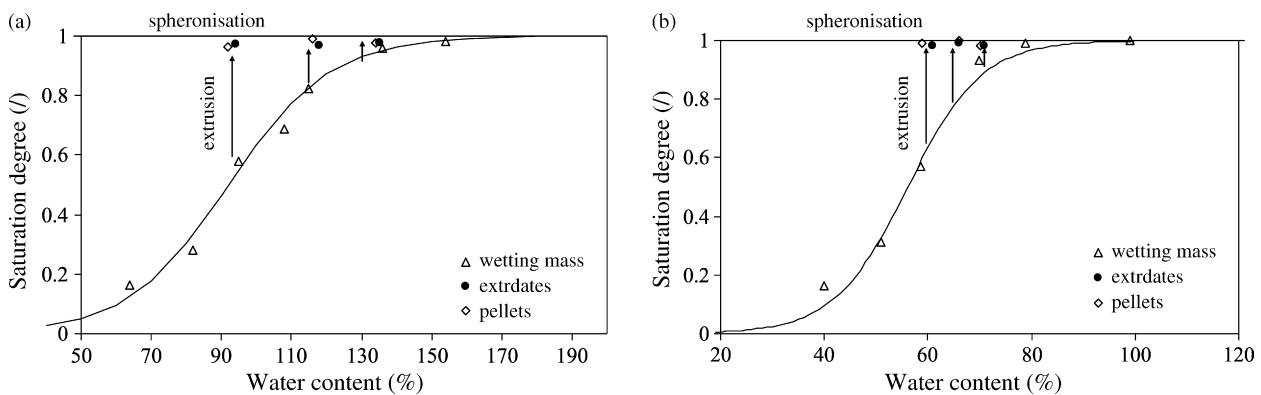 (a)
spheronisation
1
0.8
0.6
0.4
0.2
0
Saturation degree (/)
extrusion
wetting mass
extrdates
pellets
50 70 90 110 130 150 170 190
Water content (%)
(b)
spheronisation
1
0.8
0.6
0.4
0.2
0
Saturation degree (/)
extrusion
wetting mass
extrdates
pellets
20 40 60 80 100 120
Water content (%)